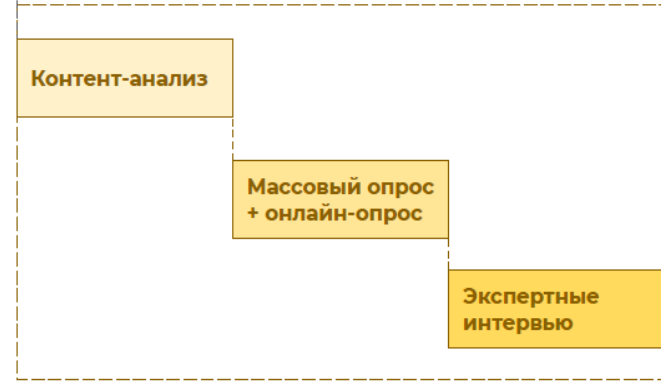 Контент-анализ
Массовый опрос
+ онлайн-опрос
Экспертные
интервью